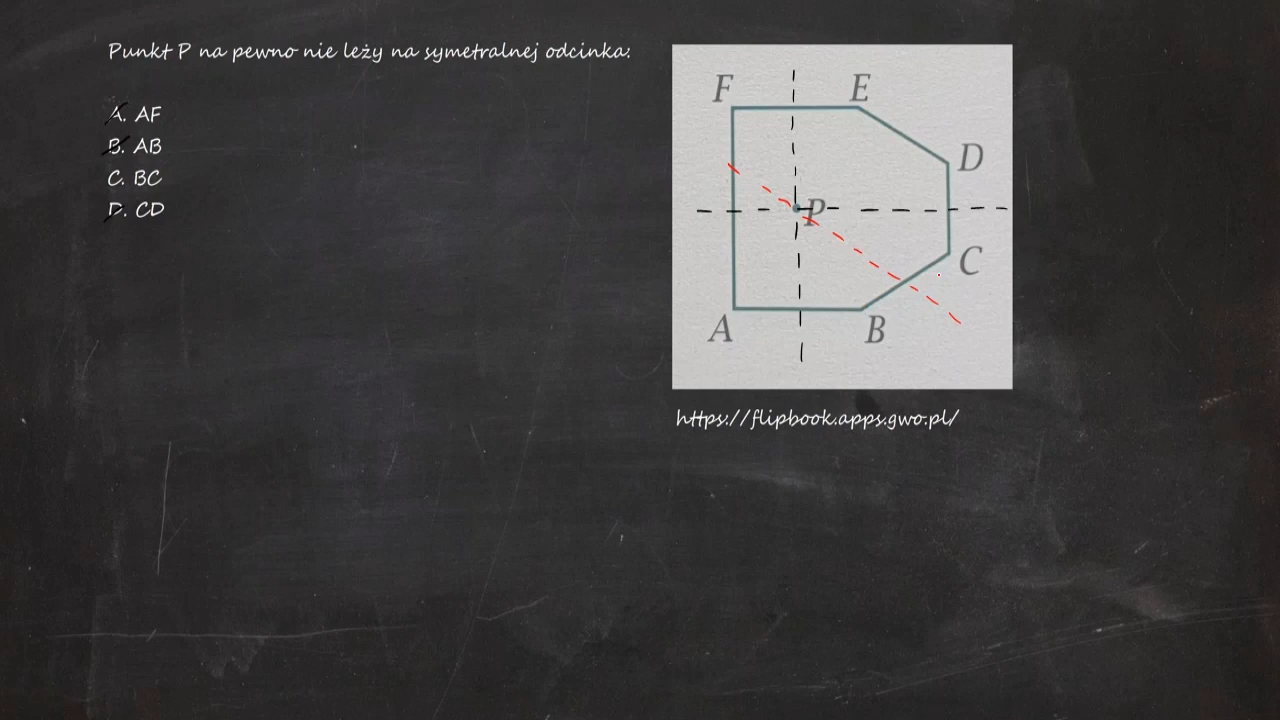 Punkt P na pewno nie leży na symetralnej odcinka:
A. AF
B. AB
C. BC
D. CD
F E
D
P
C
A B
https://flipbook.apps.gwo.pl/